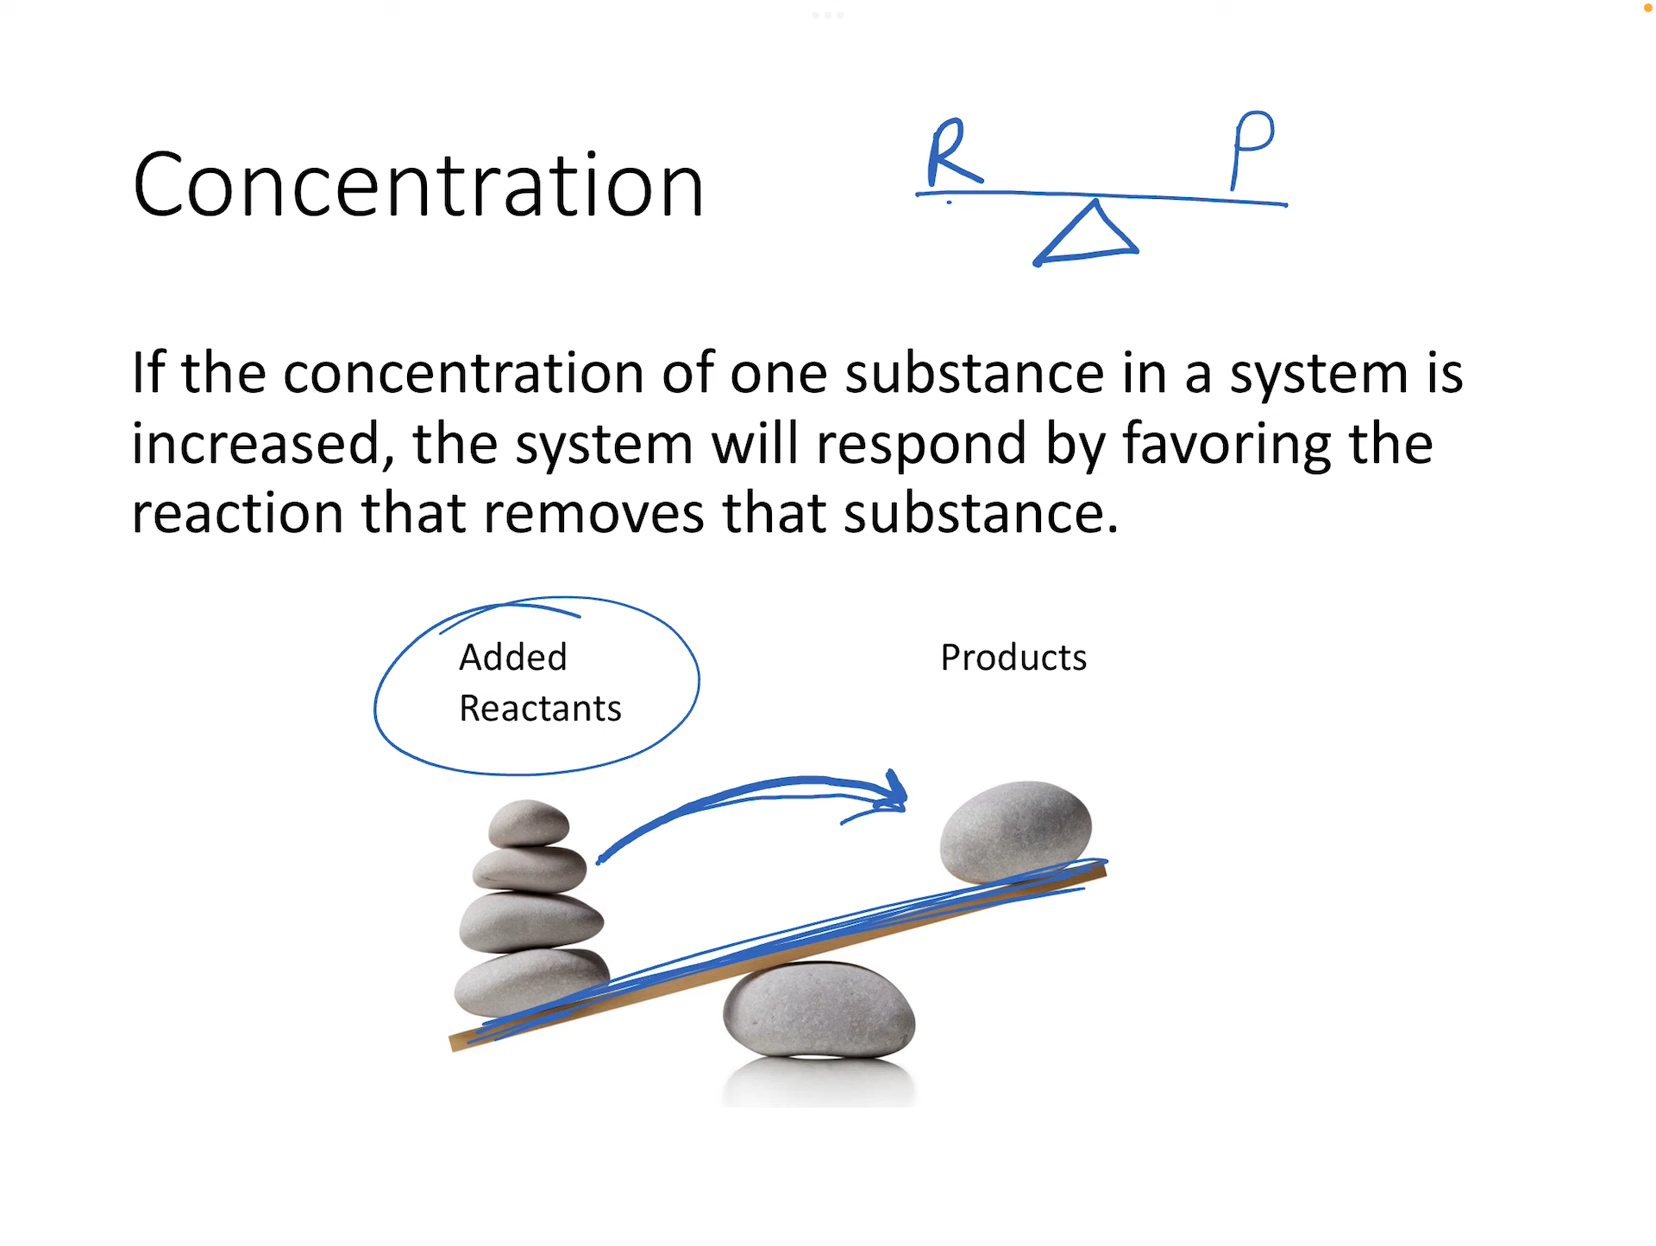 Concentration
R P
If the concentration of one substance in a system is
increased, the system will respond by favoring the
reaction that removes that substance.
Added
Reactants
Products